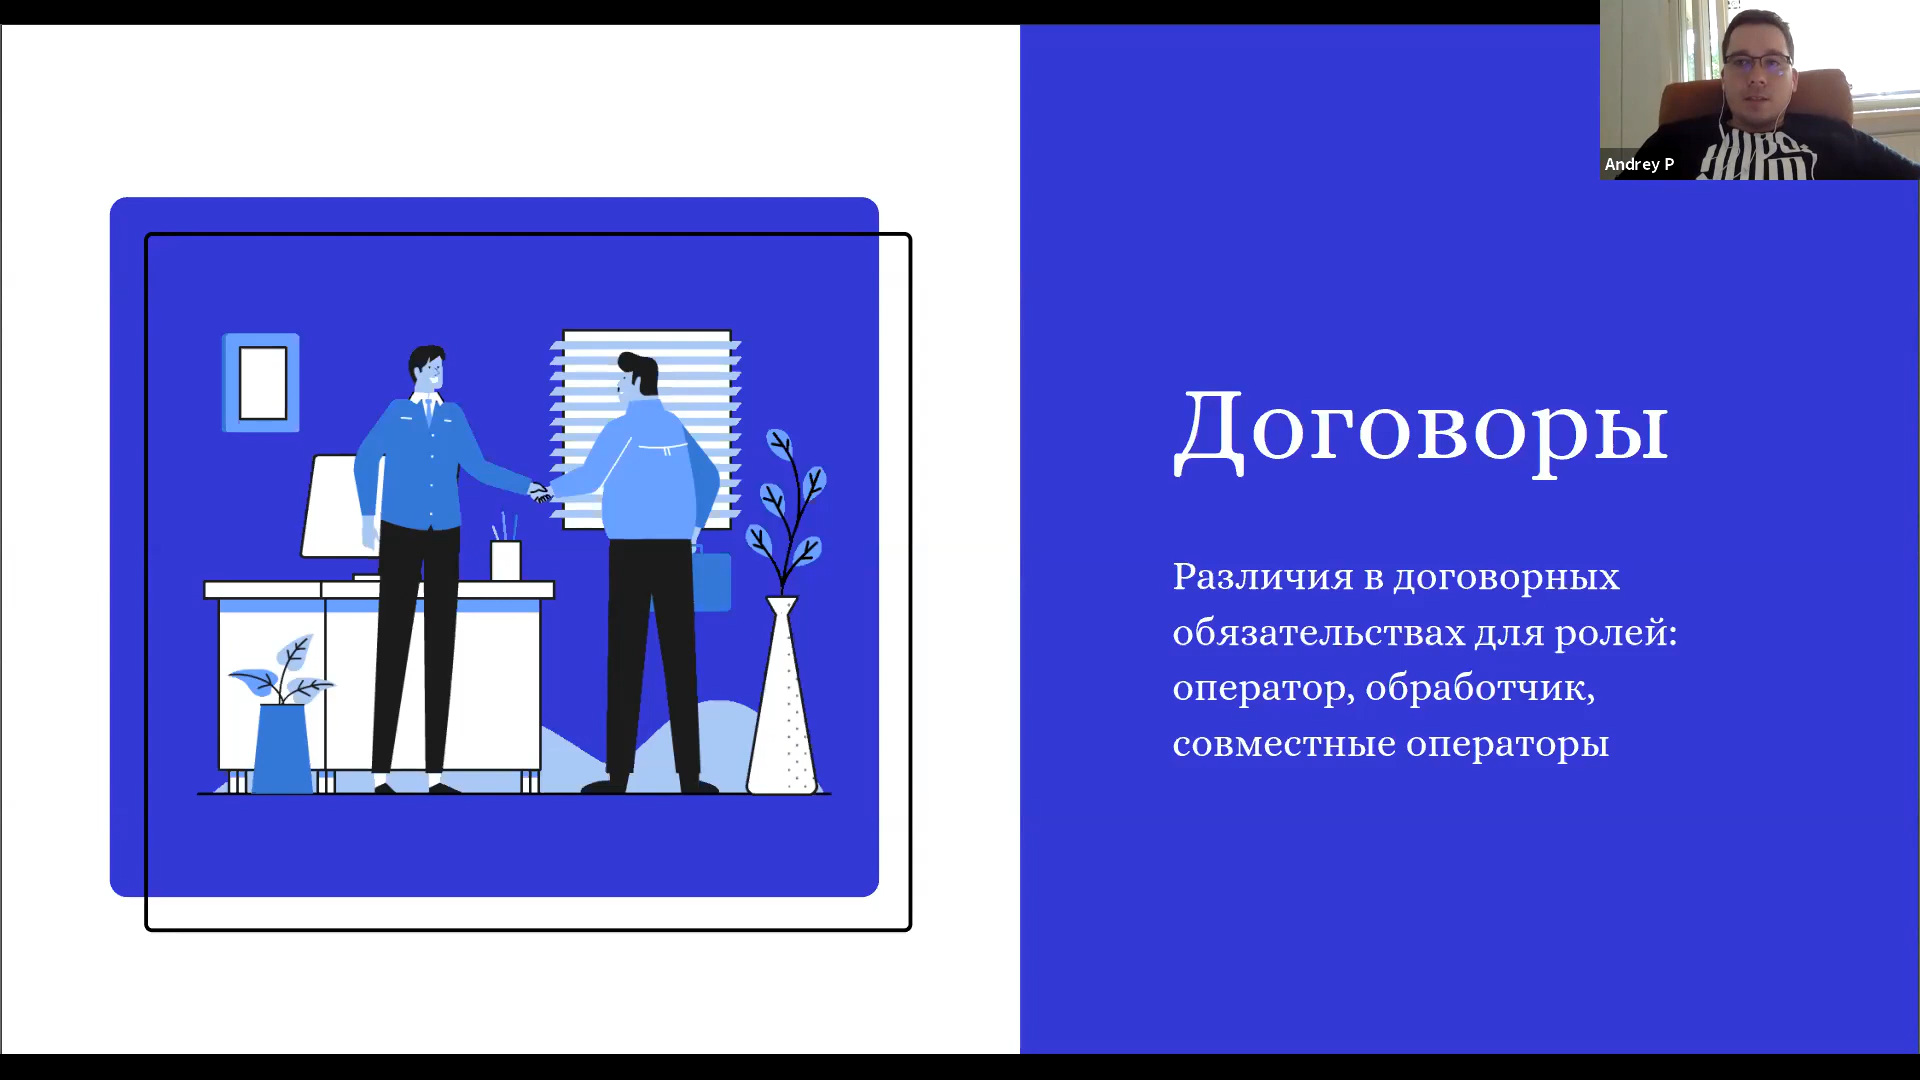 Договоры
Различия в договорных
обязательствах для ролей:
оператор, обработчик,
совместные операторы
Andrey P